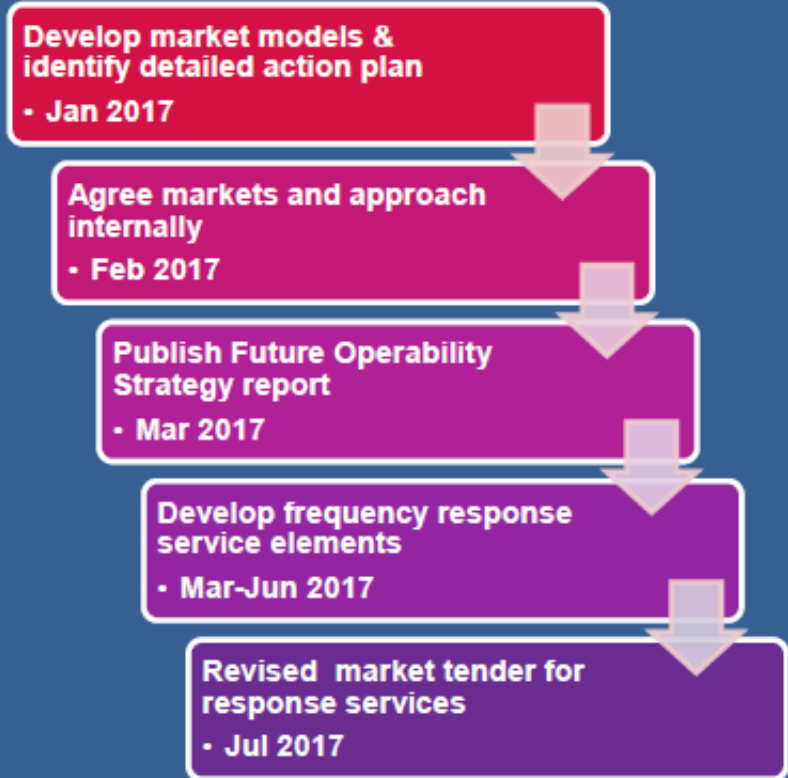 Develop market models &
identify detailed action plan
• Jan 2017
Agree markets and approach
internally
• Feb 2017
Publish Future Operability
Strategy report
• Mar 2017
Develop frequency response
service elements
• Mar-Jun 2017
Revised market tender for
response services
• Jul 2017